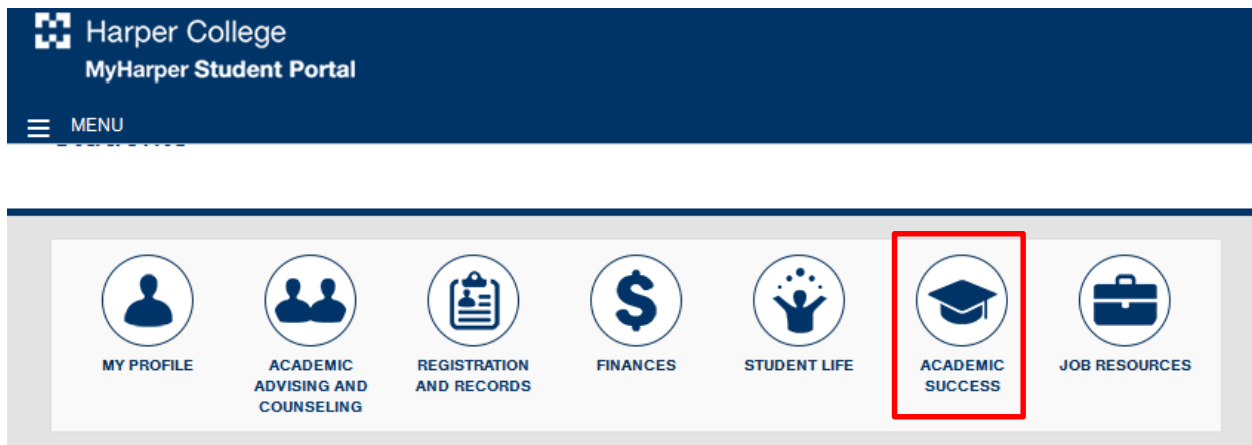 Harper College
MyHarper Student Portal
MENU
MY PROFILE
ACADEMIC
ADVISING AND
COUNSELING
REGISTRATION
AND RECORDS
FINANCES
STUDENT LIFE
ACADEMIC
SUCCESS
JOB RESOURCES